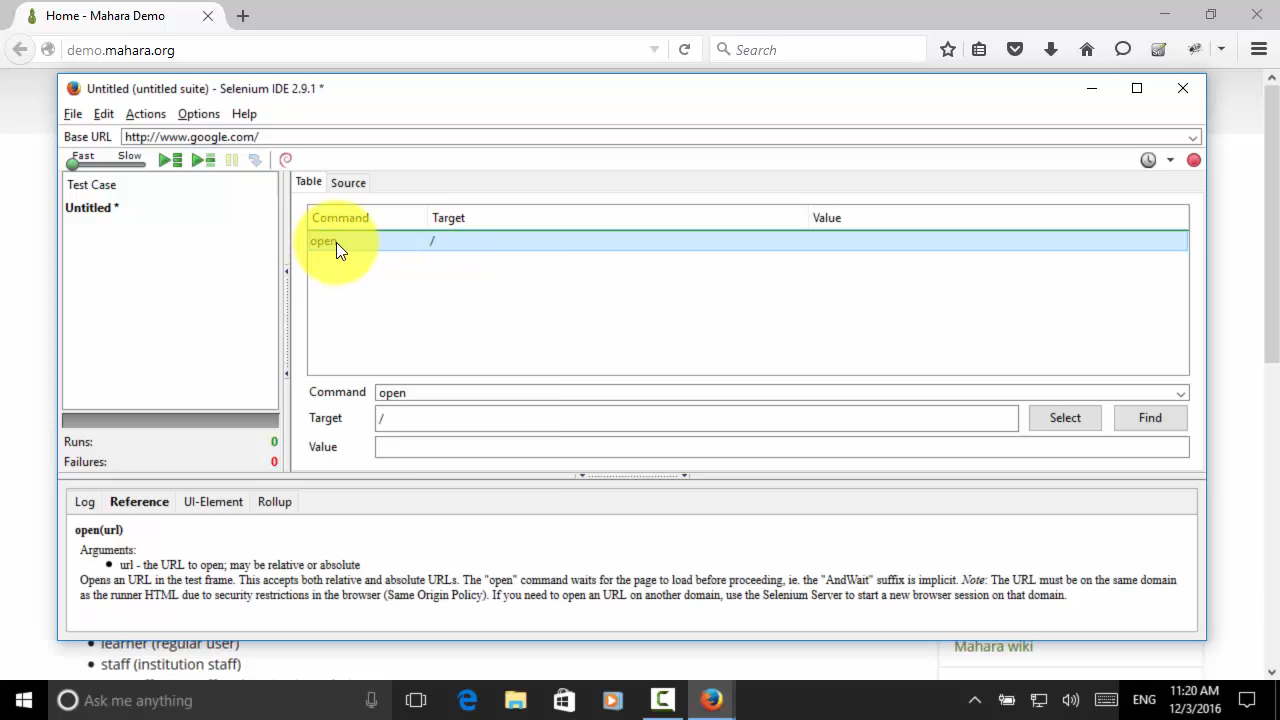 Home - Mahara Demo
demo.mahara.org
Search
Untitled (untitled suite) - Selenium IDE 2.9.1 *
File Edit Actions Options Help
Base URL http://www.google.com/
Fast Slow
Test Case
Untitled *
Table Source
Command Target Value
open /
Command open
Target / Select Find
Value
Runs: 0
Failures: 0
Log Reference UI-Element Rollup
open(url)
Arguments:
url - the URL to open; may be relative or absolute
Opens an URL in the test frame. This accepts both relative and absolute URLs. The "open" command waits for the page to load before proceeding, ie. the "AndWait" suffix is implicit. Note: The URL must be on the same domain
as the runner HTML due to security restrictions in the browser (Same Origin Policy). If you need to open an URL on another domain, use the Selenium Server to start a new browser session on that domain.
learner (regular user)
staff (institution staff)
Mahara wiki
Ask me anything
ENG
11:20 AM
12/3/2016